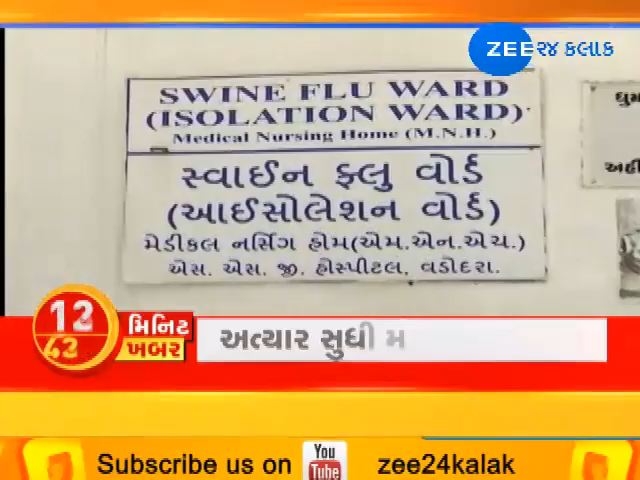 ZEE ૨૪ કલાક
SWINE FLU WARD
(ISOLATION WARD)
Medical Nursing Home (M.N.H.)
સ્વાઈન ફ્લુ વોર્ડ
(આઈસોલેશન વોર્ડ)
મેડીકલ નર્સિગ હોમ(એમ.એન.એચ.)
એસ. એસ. જી. હોસ્પીટલ, વડોદરા.
12 મિનિટ
42 ખબર
અત્યાર સુધી મ
Subscribe us on You Tube zee24kalak